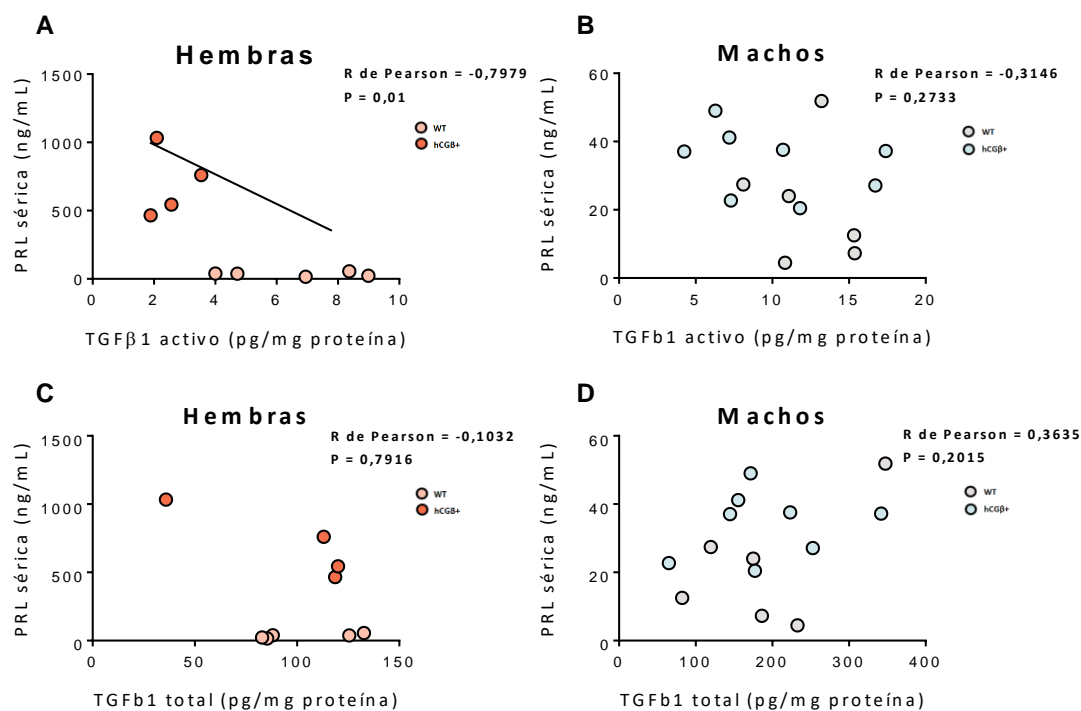 A
Hembras
R de Pearson = -0,7979
P = 0,01
WT
hCGβ+
PRL sérica (ng/mL)
1500
1000
500
0
0 2 4 6 8 10
TGFβ1 activo (pg/mg proteína)
B
Machos
R de Pearson = -0,3146
P = 0,2733
WT
hCGβ+
PRL sérica (ng/mL)
60
40
20
0
0 5 10 15 20
TGFb1 activo (pg/mg proteína)
C
Hembras
R de Pearson = -0,1032
P = 0,7916
WT
hCGβ+
PRL sérica (ng/mL)
1500
1000
500
0
0 50 100 150
TGFb1 total (pg/mg proteína)
D
Machos
R de Pearson = 0,3635
P = 0,2015
WT
hCGβ+
PRL sérica (ng/mL)
60
40
20
0
0 100 200 300 400
TGFb1 total (pg/mg proteína)